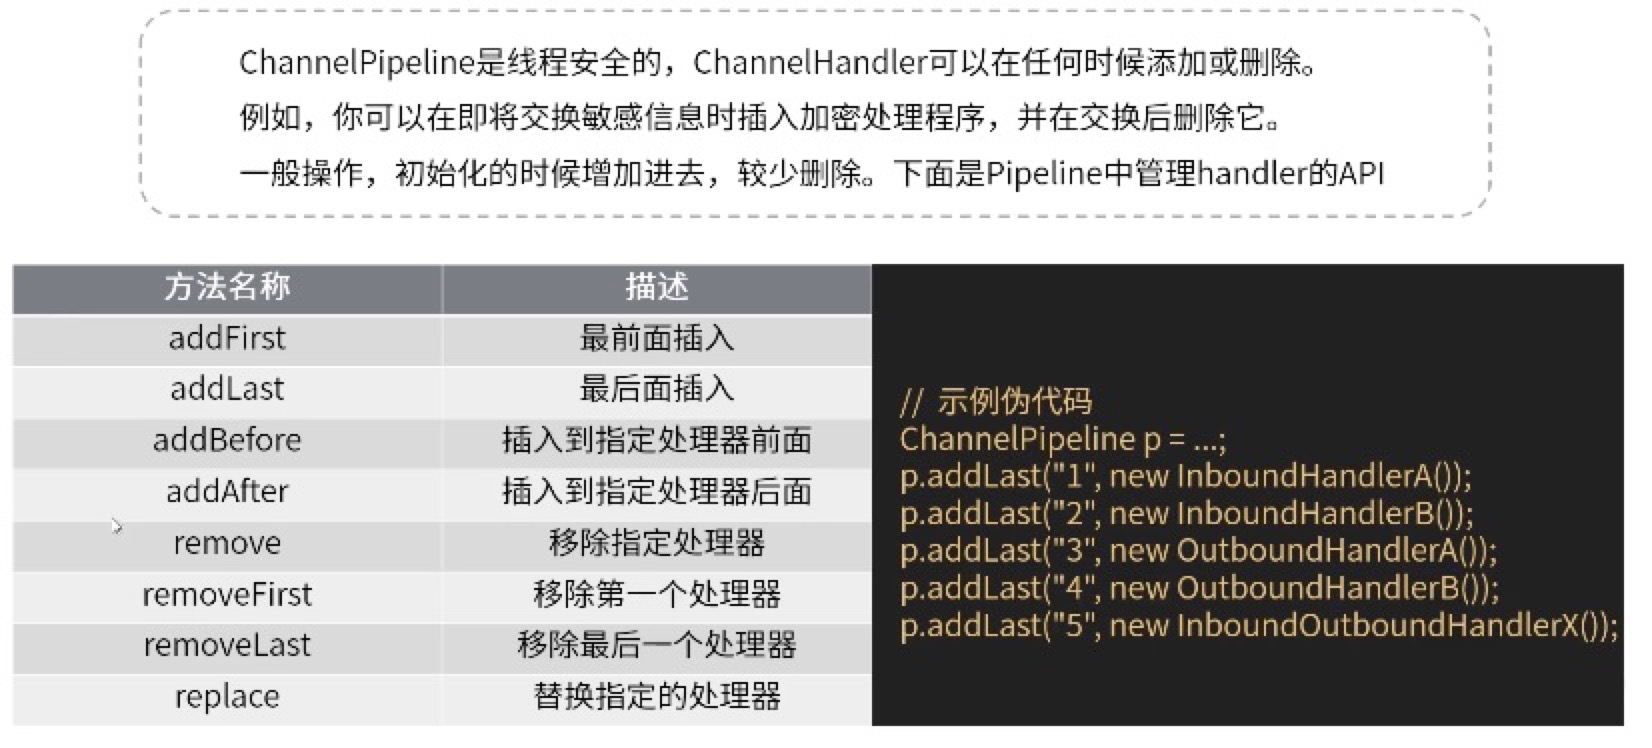 ChannelPipeline是线程安全的，ChannelHandler可以在任何时候添加或删除。
例如，你可以在即将交换敏感信息时插入加密处理程序，并在交换后删除它。
一般操作，初始化的时候增加进去，较少删除。下面是Pipeline中管理handler的API
方法名称 描述
addFirst 最前面插入
addLast 最后面插入
addBefore 插入到指定处理器前面
addAfter 插入到指定处理器后面
remove 移除指定处理器
removeFirst 移除第一个处理器
removeLast 移除最后一个处理器
replace 替换指定的处理器
// 示例伪代码
ChannelPipeline p = ...;
p.addLast("1", new InboundHandlerA());
p.addLast("2", new InboundHandlerB());
p.addLast("3", new OutboundHandlerA());
p.addLast("4", new OutboundHandlerB());
p.addLast("5", new InboundOutboundHandlerX());